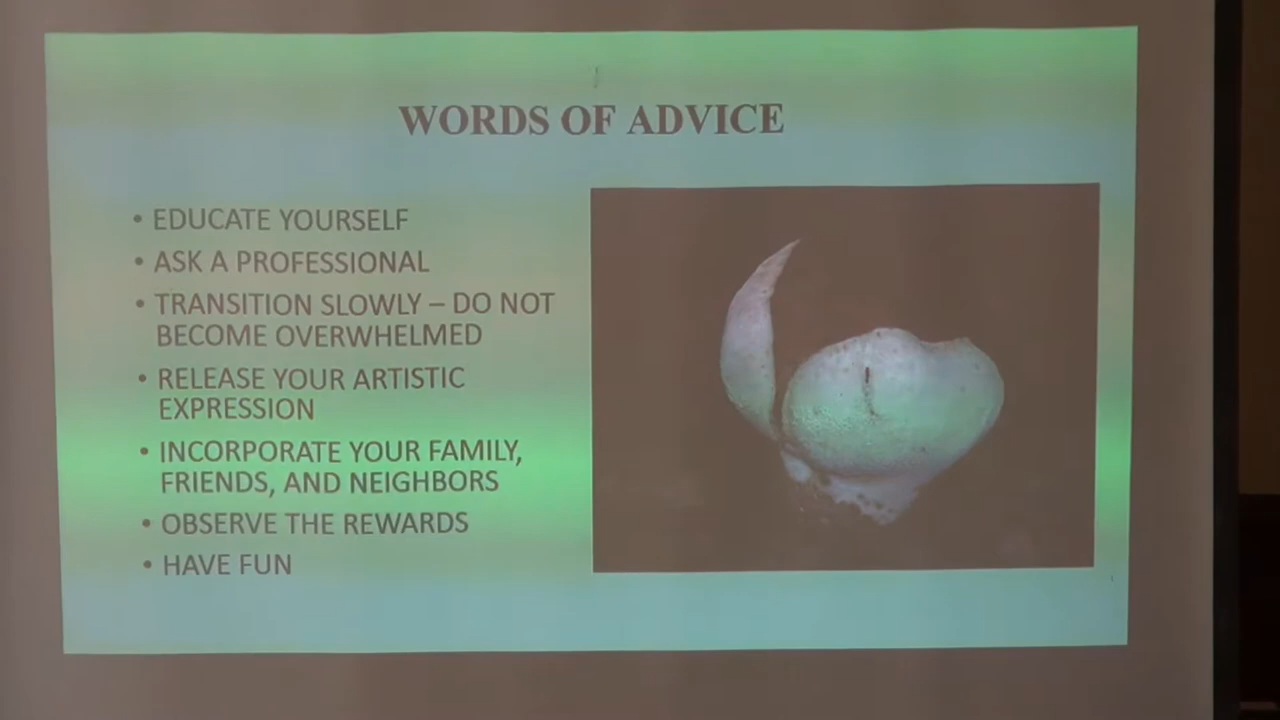 WORDS OF ADVICE
• EDUCATE YOURSELF
• ASK A PROFESSIONAL
• TRANSITION SLOWLY – DO NOT
BECOME OVERWHELMED
• RELEASE YOUR ARTISTIC
EXPRESSION
• INCORPORATE YOUR FAMILY,
FRIENDS, AND NEIGHBORS
• OBSERVE THE REWARDS
• HAVE FUN